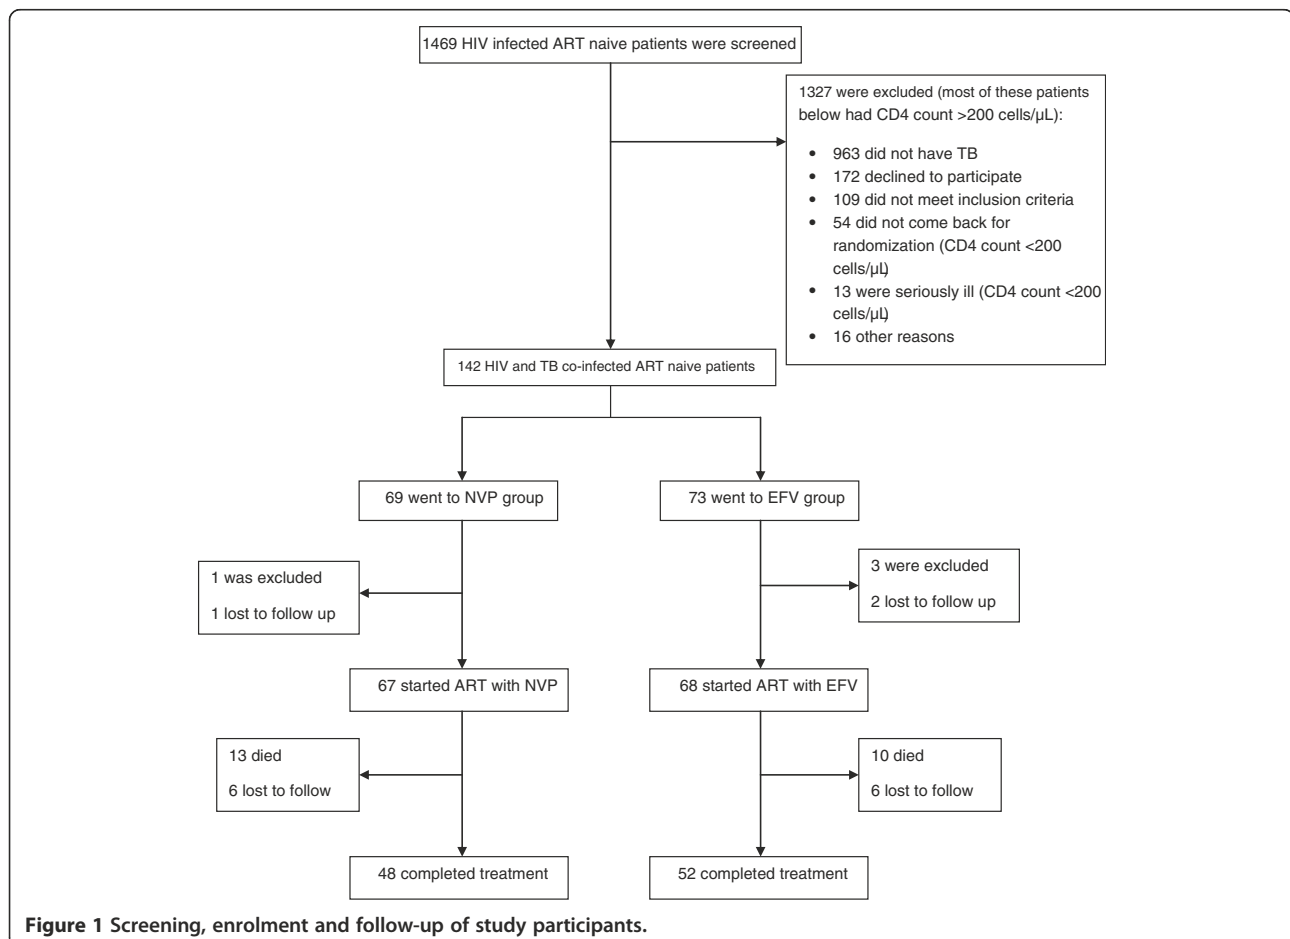 1469 HIV infected ART naive patients were screened
1327 were excluded (most of these patients
below had CD4 count >200 cells/µL):
• 963 did not have TB
• 172 declined to participate
• 109 did not meet inclusion criteria
• 54 did not come back for
randomization (CD4 count <200
cells/µL)
• 13 were seriously ill (CD4 count <200
cells/µL)
• 16 other reasons
142 HIV and TB co-infected ART naive patients
69 went to NVP group
73 went to EFV group
1 was excluded
1 lost to follow up
3 were excluded
2 lost to follow up
67 started ART with NVP
68 started ART with EFV
13 died
6 lost to follow
10 died
6 lost to follow
48 completed treatment
52 completed treatment
Figure 1 Screening, enrolment and follow-up of study participants.